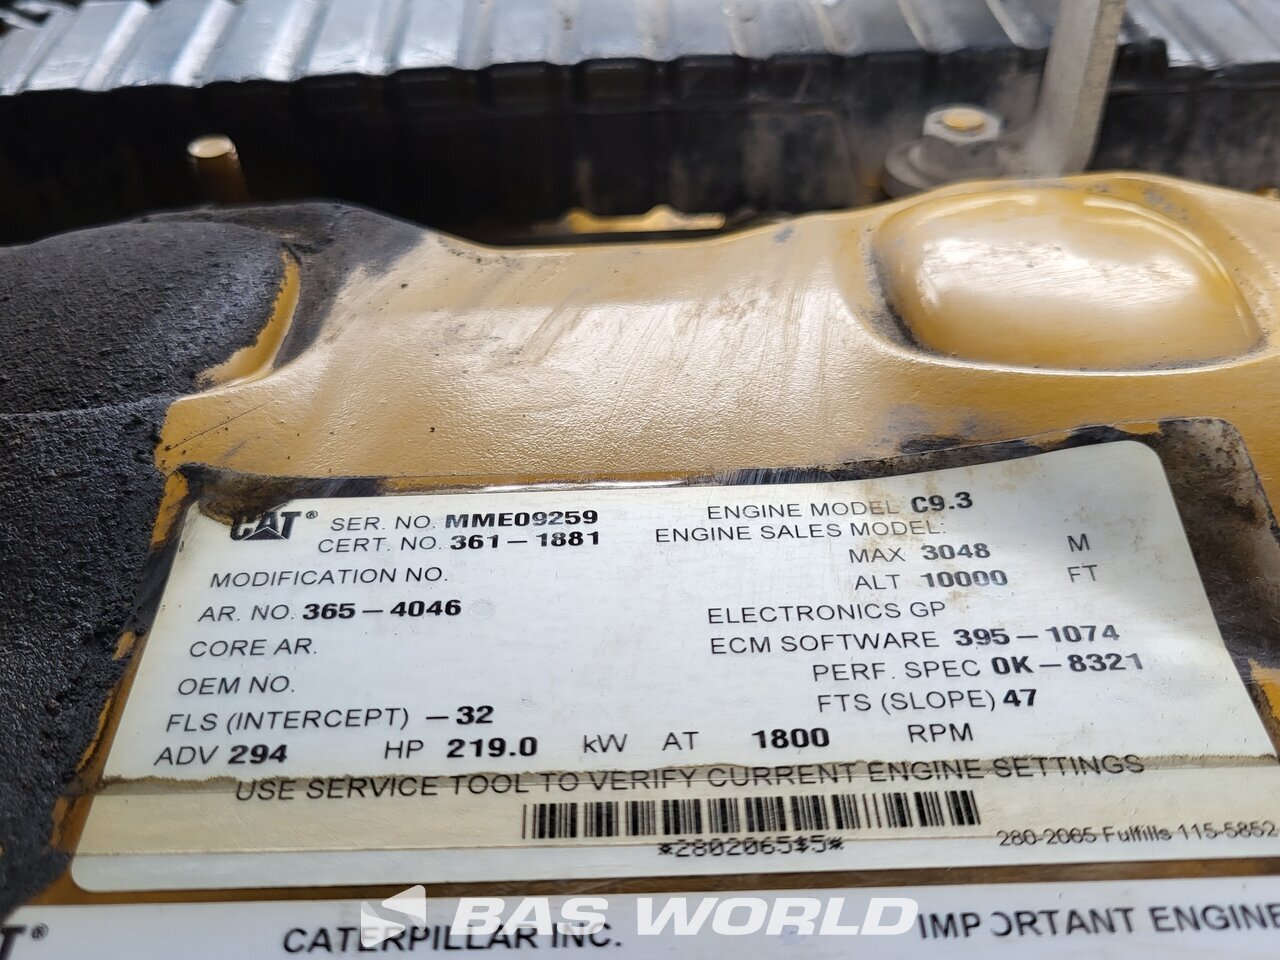 CAT® SER. NO. MME09259 ENGINE MODEL C9.3
CERT. NO. 361-1881 ENGINE SALES MODEL:
MAX 3048 M
MODIFICATION NO. ALT 10000 FT
AR. NO. 365-4046 ELECTRONICS GP
CORE AR. ECM SOFTWARE 395-1074
OEM NO. PERF. SPEC 0K-8321
FLS (INTERCEPT) -32 FTS (SLOPE) 47
ADV 294 HP 219.0 kW AT 1800 RPM
USE SERVICE TOOL TO VERIFY CURRENT ENGINE SETTINGS
*2802065$5* 280-2065 Fulfills 115-5852
BAS WORLD
T® CATERPILLAR INC. IMPORTANT ENGINE